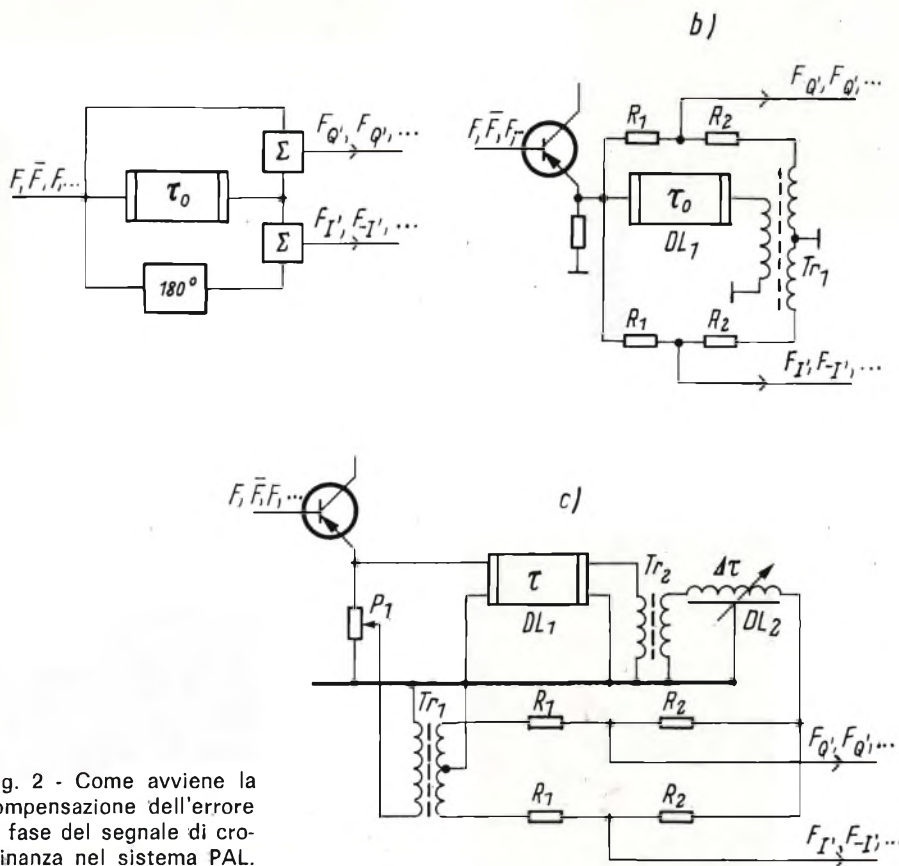 b)
F, F̄, F,...
τ₀
180°
Σ
Σ
F_Q', F_Q', ...
F_I', F_-I', ...
F, F̄, F,...
R₁
R₂
F_Q', F_Q', ...
τ₀
DL₁
Tr₁
R₁
R₂
F_I', F_-I', ...
c)
F, F̄, F, ...
P₁
τ
DL₁
Tr₂
Δτ
DL₂
Tr₁
R₁
R₂
F_Q', F_Q', ...
R₁
R₂
F_I', F_-I', ...
g. 2 - Come avviene la
ompensazione dell'errore
fase del segnale di cro-
inanza nel sistema PAL.